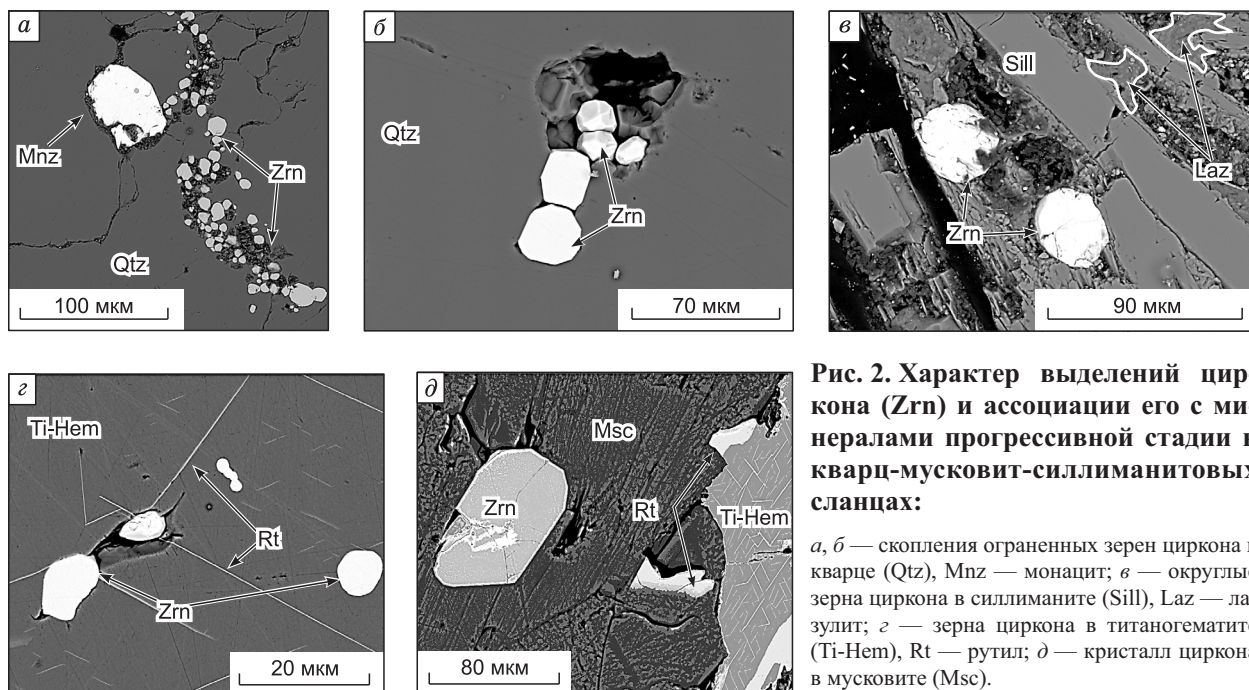 а
Mnz
Zrn
Qtz
100 мкм
б
Qtz
Zrn
70 мкм
в
Sill
Laz
Zrn
90 мкм
г
Ti-Hem
Rt
Zrn
20 мкм
д
Msc
Zrn
Rt
Ti-Hem
80 мкм
Рис. 2. Характер выделений цир-
кона (Zrn) и ассоциации его с ми-
нералами прогрессивной стадии в
кварц-мусковит-силлиманитовых
сланцах:
а, б — скопления ограненных зерен циркона в
кварце (Qtz), Mnz — монацит; в — округлые
зерна циркона в силлиманите (Sill), Laz — ла-
зулит; г — зерна циркона в титаногематите
(Ti-Hem), Rt — рутил; д — кристалл циркона
в мусковите (Msc).